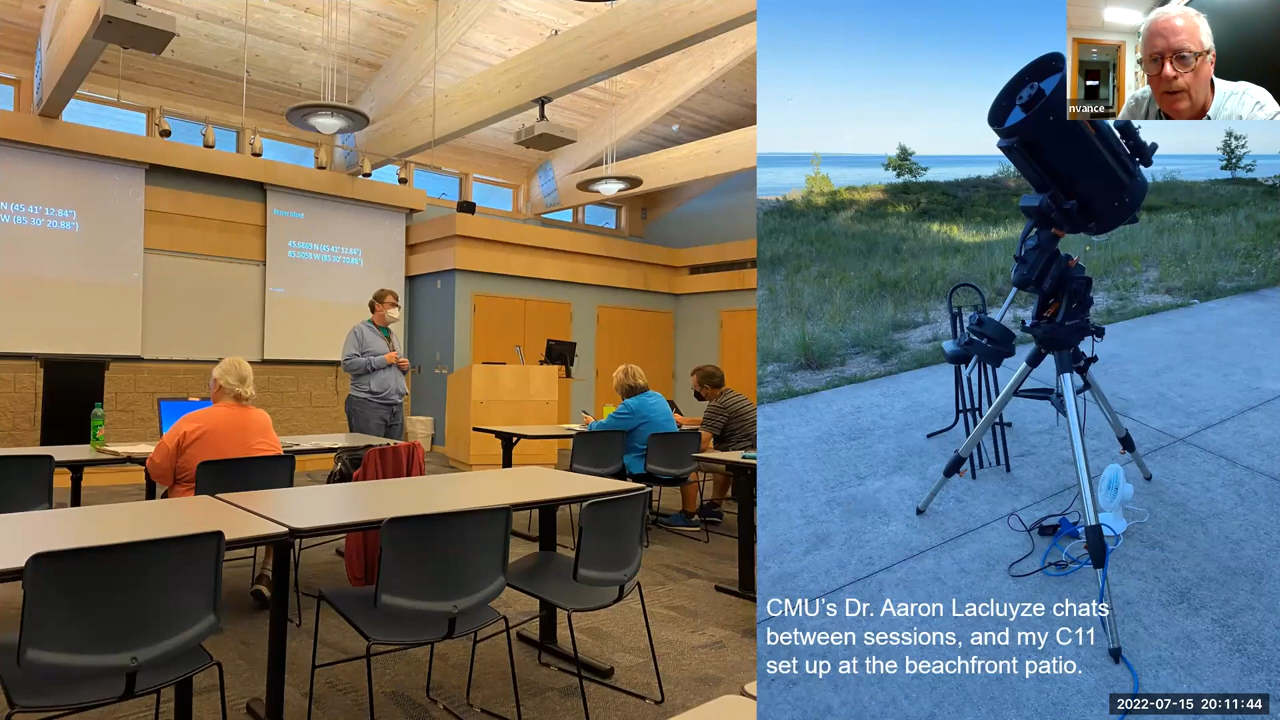 N (45 41' 12.84")
W (85 30' 20.88")
45.6869 N (45 41' 12.84")
85.5058 W (85 30' 20.88")
nvance
CMU's Dr. Aaron Lacluyze chats
between sessions, and my C11
set up at the beachfront patio.
2022-07-15 20:11:44